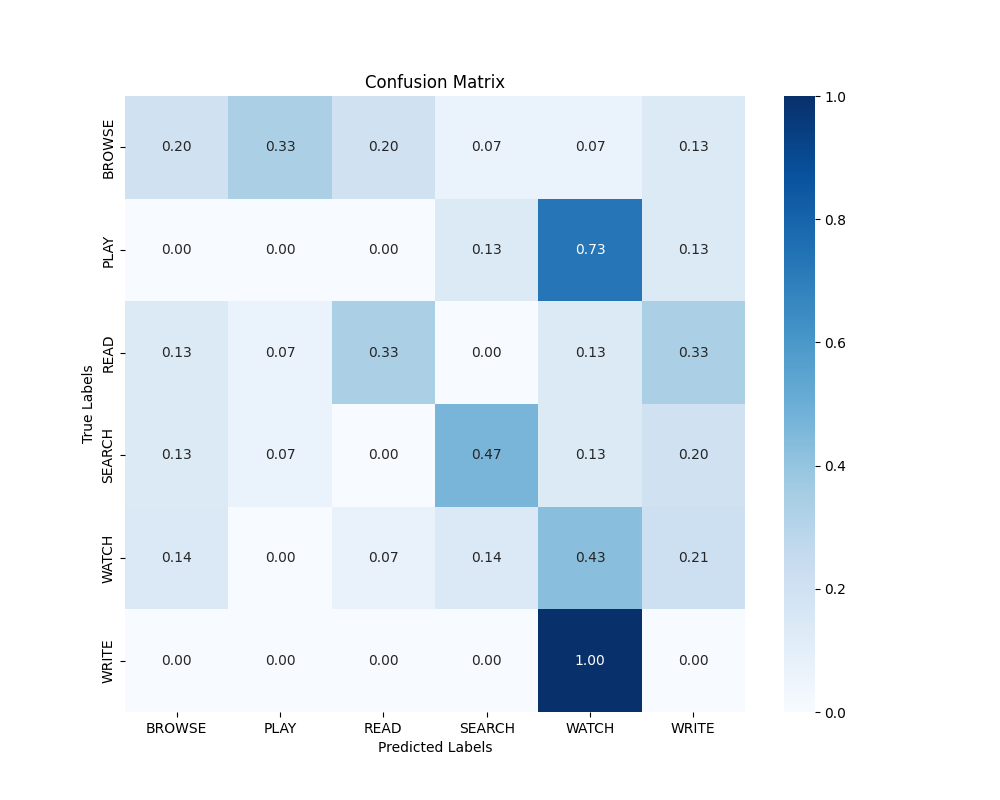 Confusion Matrix
BROWSE 0.20 0.33 0.20 0.07 0.07 0.13
PLAY 0.00 0.00 0.00 0.13 0.73 0.13
READ 0.13 0.07 0.33 0.00 0.13 0.33
SEARCH 0.13 0.07 0.00 0.47 0.13 0.20
WATCH 0.14 0.00 0.07 0.14 0.43 0.21
WRITE 0.00 0.00 0.00 0.00 1.00 0.00
True Labels
BROWSE PLAY READ SEARCH WATCH WRITE
Predicted Labels
1.0
0.8
0.6
0.4
0.2
0.0